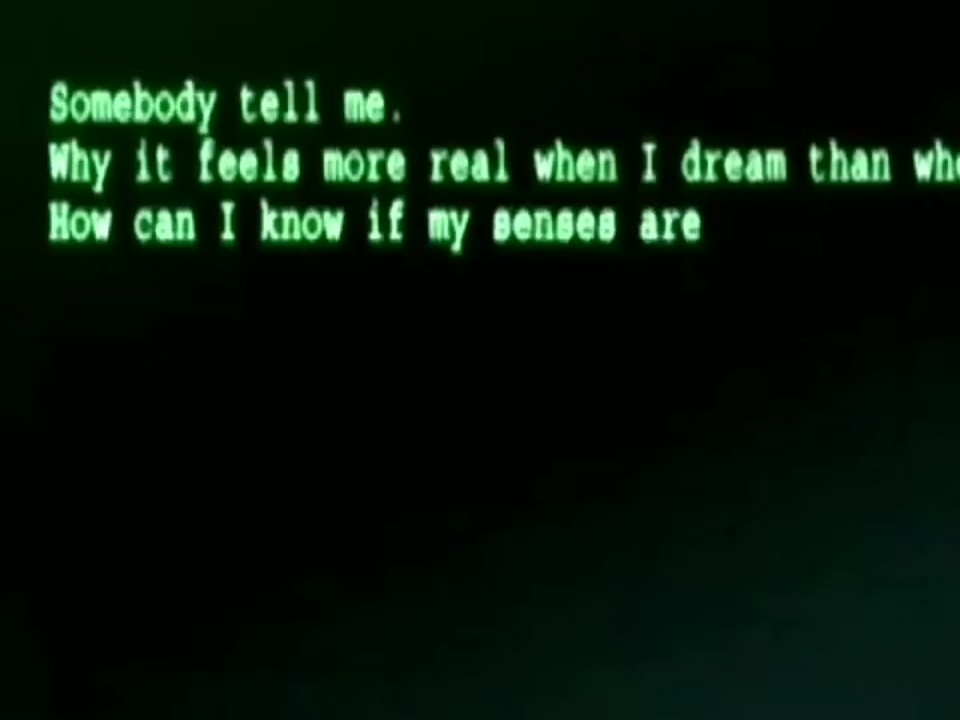 Somebody tell me.
Why it feels more real when I dream than
How can I know if my senses are